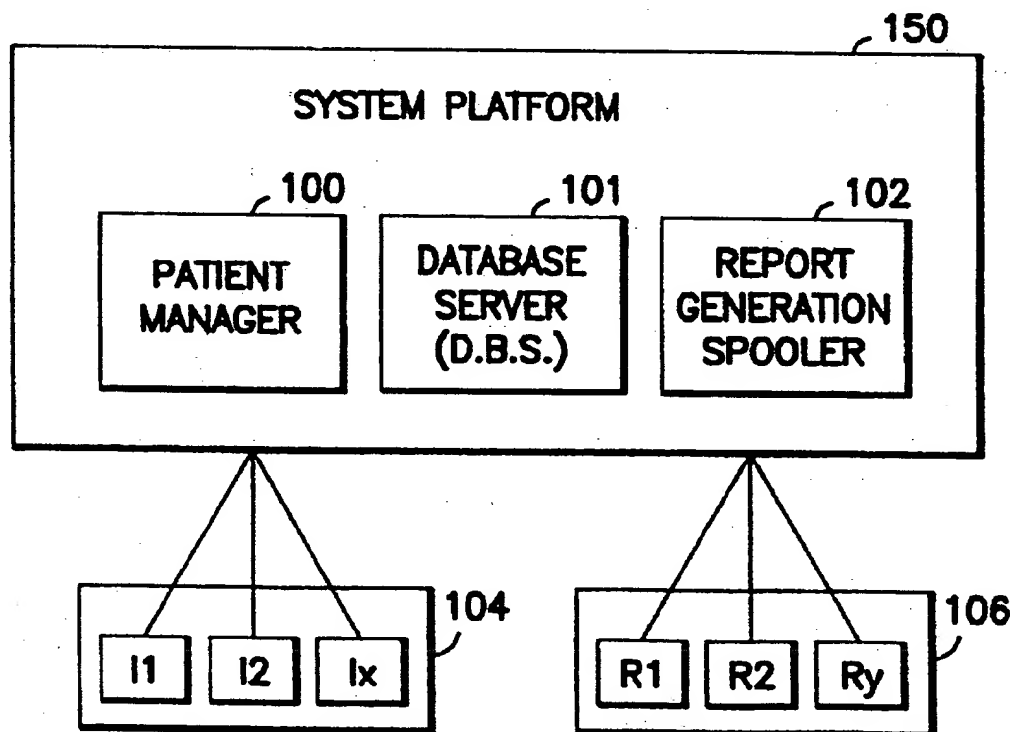 150
SYSTEM PLATFORM
100
101
102
PATIENT
MANAGER
DATABASE
SERVER
(D.B.S.)
REPORT
GENERATION
SPOOLER
104
I1
I2
Ix
106
R1
R2
Ry